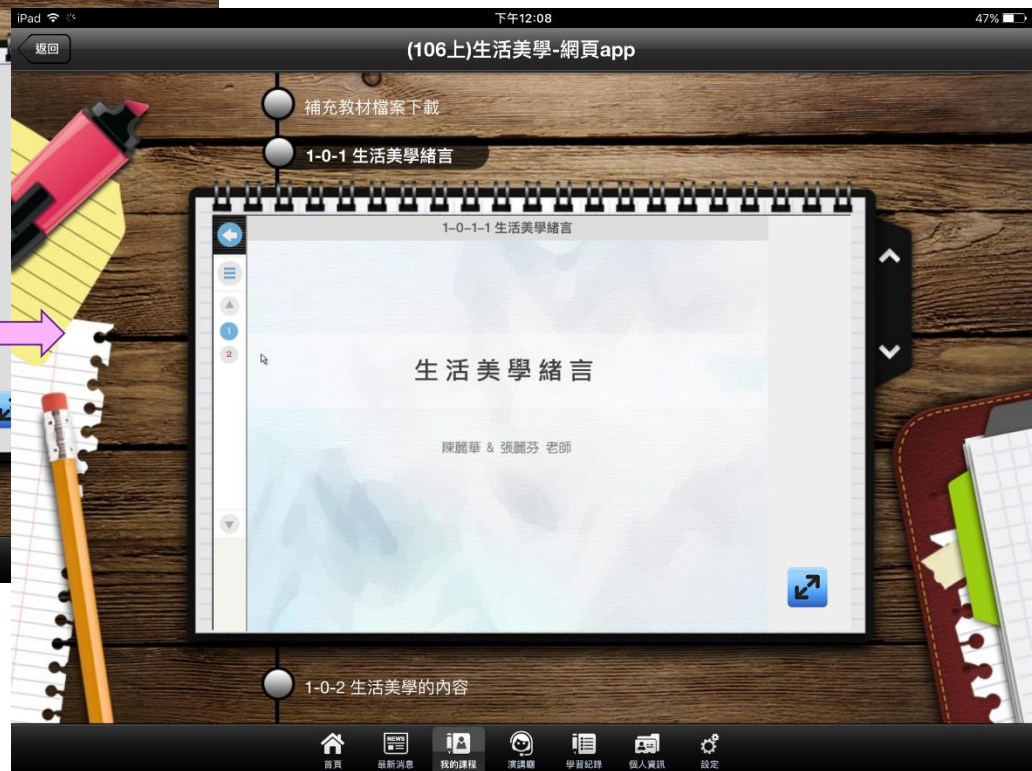 iPad
下午12:08
47%
返回
(106上)生活美學-網頁app
補充教材檔案下載
1-0-1 生活美學緒言
1-0-1-1 生活美學緒言
1
2
生活美學緒言
陳麗華 & 張麗芬 老師
1-0-2 生活美學的內容
NEWS
首頁
最新消息
我的課程
演講廳
學習紀錄
個人資訊
設定